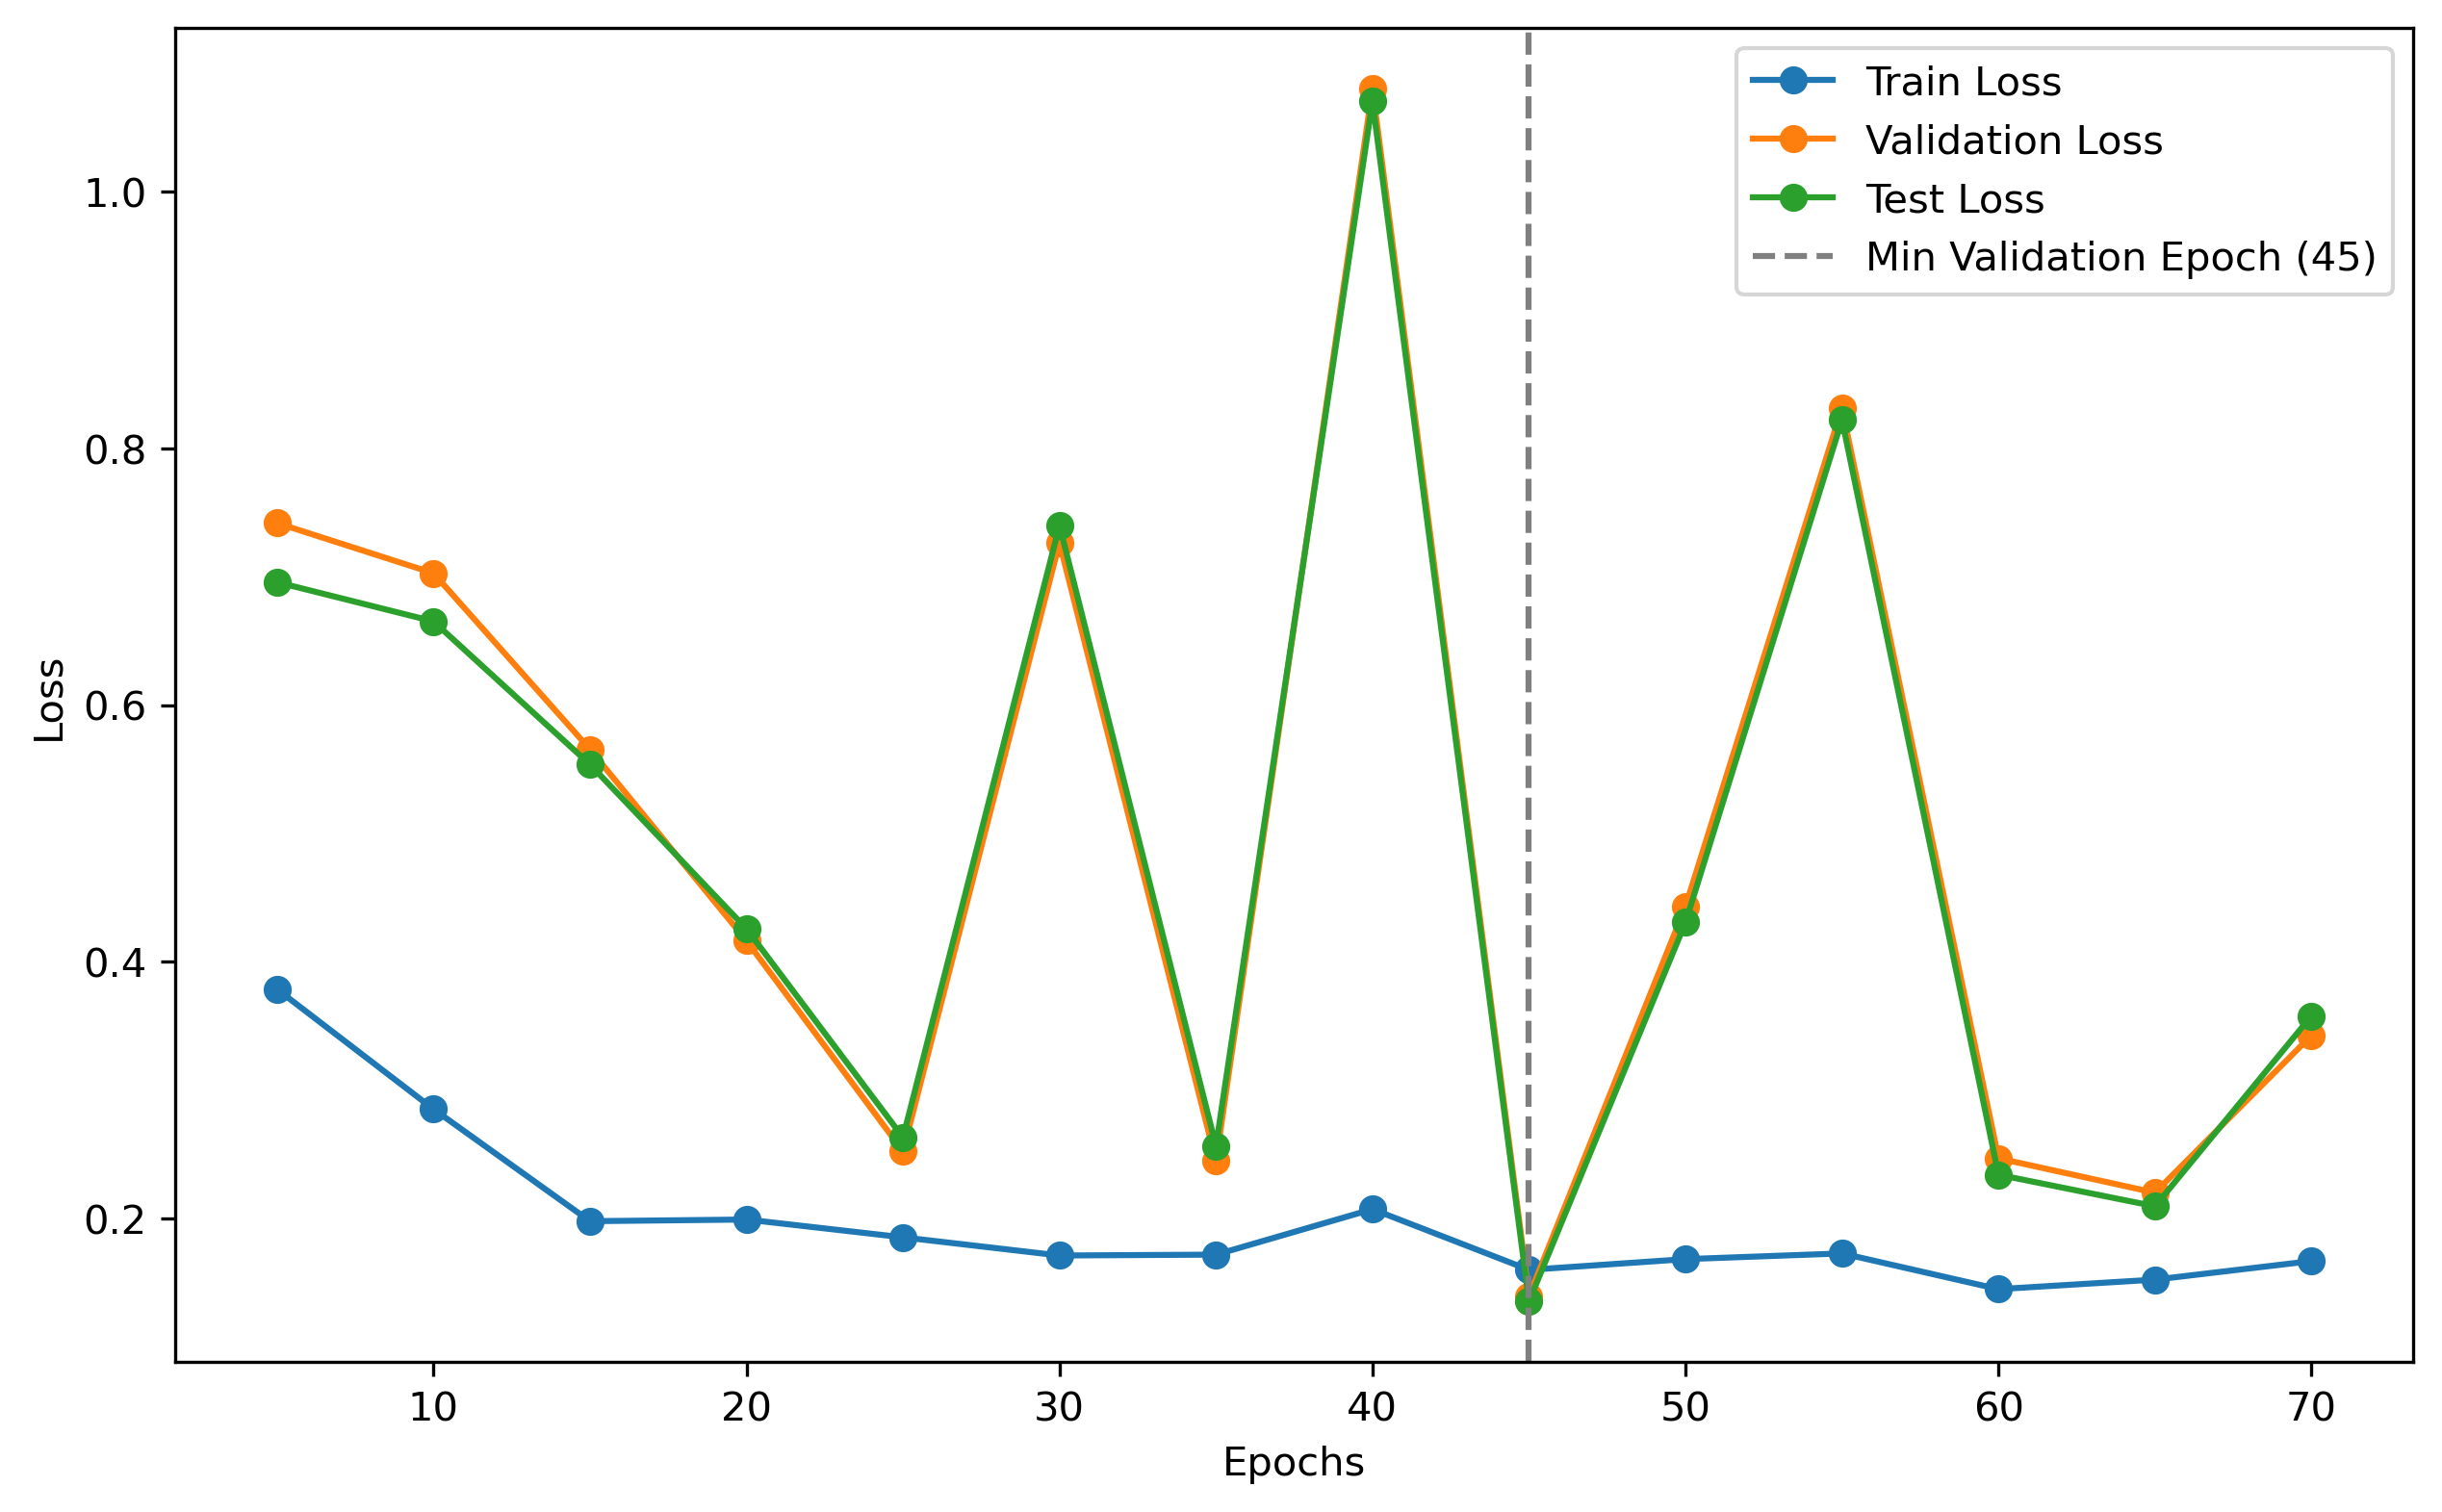 Train Loss
Validation Loss
Test Loss
Min Validation Epoch (45)
1.0
0.8
0.6
0.4
0.2
Loss
10 20 30 40 50 60 70
Epochs